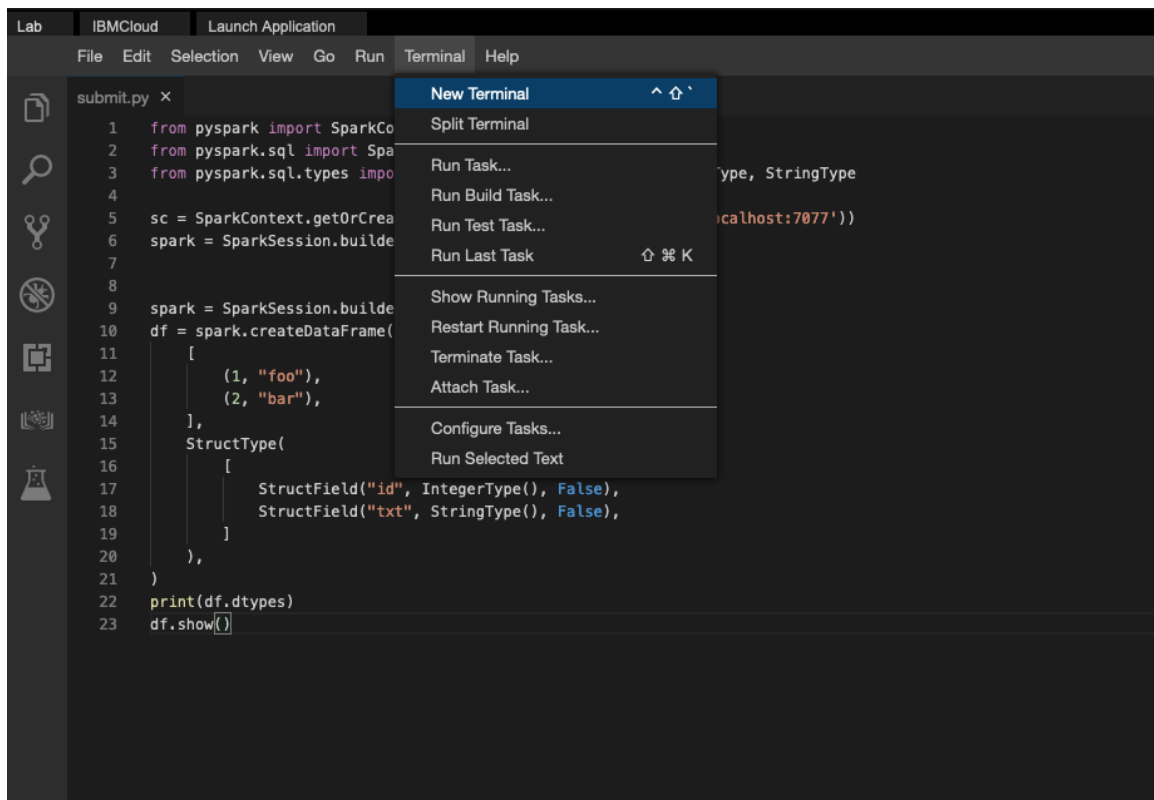 Lab IBMCloud Launch Application
File Edit Selection View Go Run Terminal Help
submit.py ×
New Terminal ^ ⇧ `
Split Terminal
Run Task...
Run Build Task...
Run Test Task...
Run Last Task ⇧ ⌘ K
Show Running Tasks...
Restart Running Task...
Terminate Task...
Attach Task...
Configure Tasks...
Run Selected Text
1 from pyspark import SparkCo
2 from pyspark.sql import Spa
3 from pyspark.sql.types impo Type, StringType
4
5 sc = SparkContext.getOrCrea calhost:7077'))
6 spark = SparkSession.builde
7
8
9 spark = SparkSession.builde
10 df = spark.createDataFrame(
11 [
12 (1, "foo"),
13 (2, "bar"),
14 ],
15 StructType(
16 [
17 StructField("id", IntegerType(), False),
18 StructField("txt", StringType(), False),
19 ]
20 ),
21 )
22 print(df.dtypes)
23 df.show()